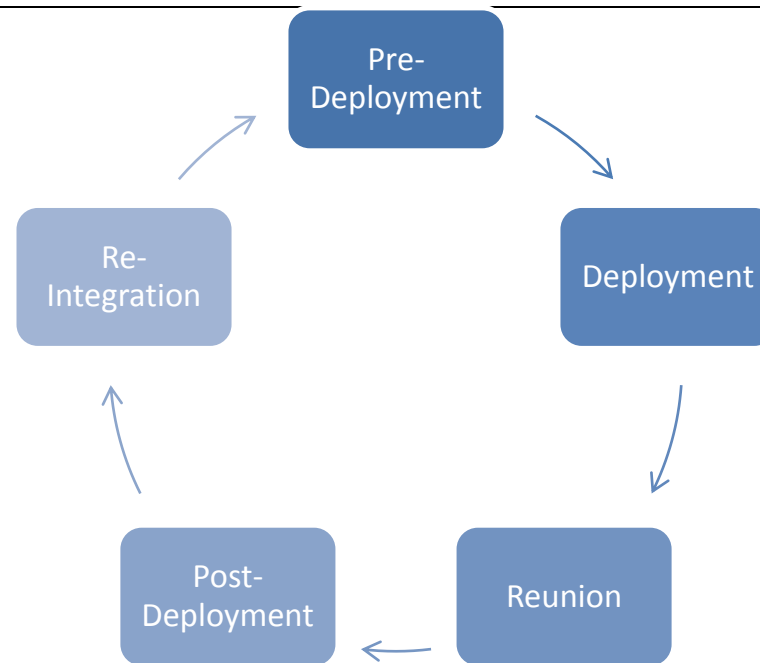 Pre-
Deployment
Deployment
Reunion
Post-
Deployment
Re-
Integration